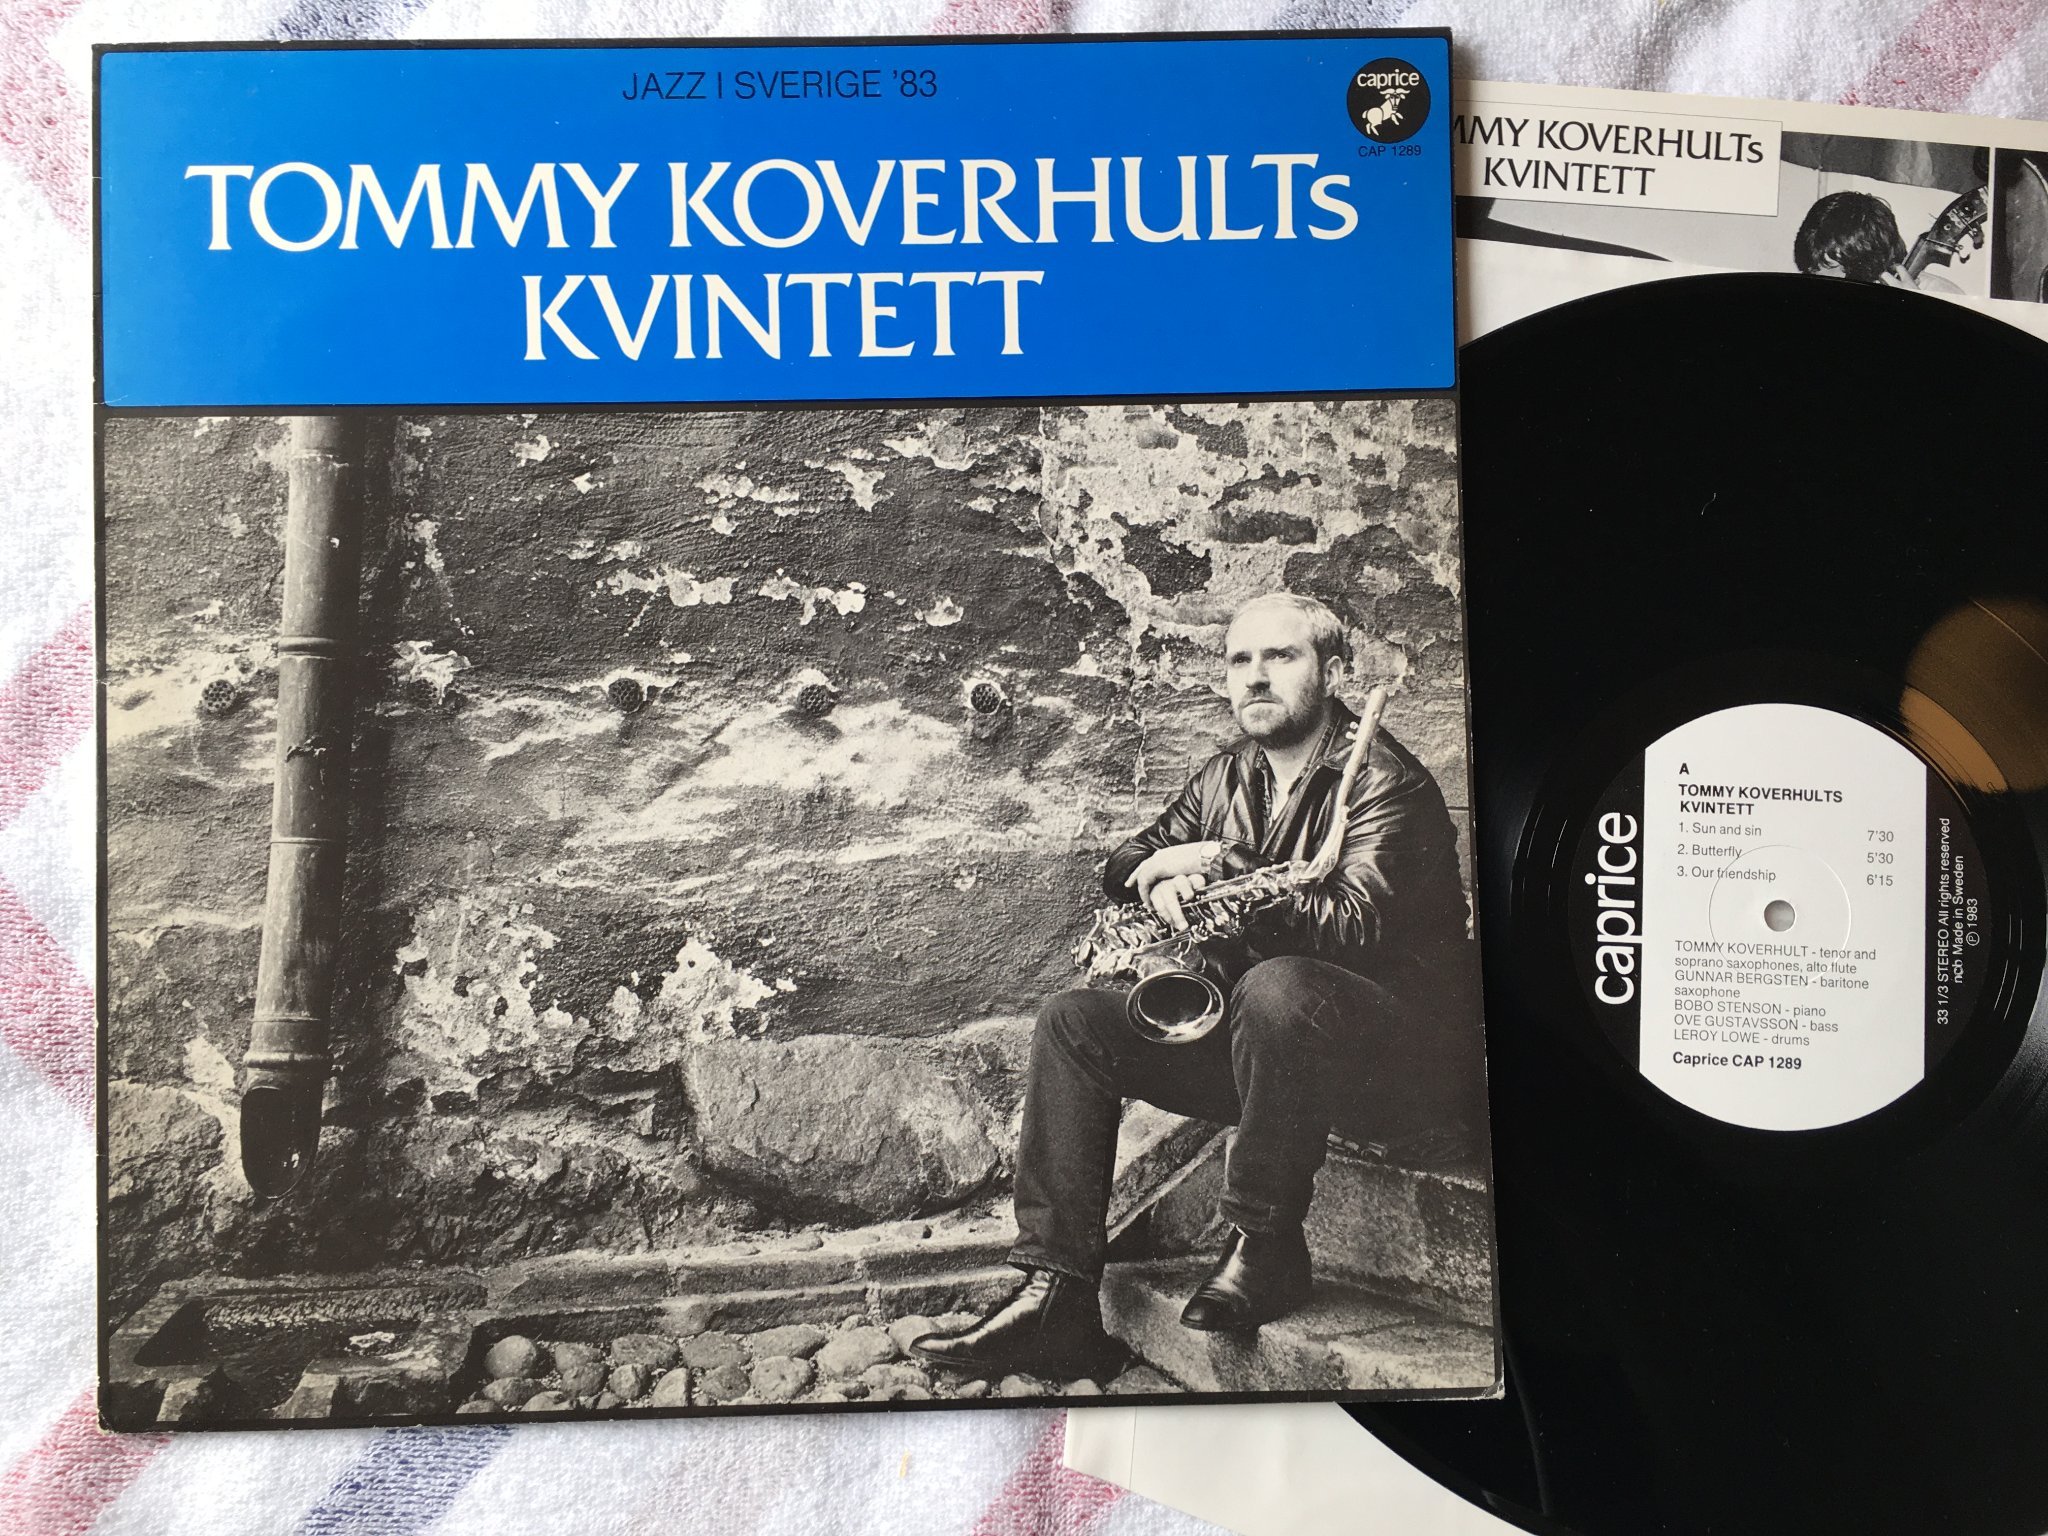 JAZZ I SVERIGE '83
caprice
CAP 1289
TOMMY KOVERHULTs
KVINTETT
KOVERHULTs
KVINTETT
caprice
A
TOMMY KOVERHULTS
KVINTETT
1. Sun and sin 7'30
2. Butterfly 5'30
3. Our friendship 6'15
TOMMY KOVERHULT - tenor and
soprano saxophones, alto flute
GUNNAR BERGSTEN - baritone
saxophone
BOBO STENSON - piano
OVE GUSTAVSSON - bass
LEROY LOWE - drums
Caprice CAP 1289
33 1/3 STEREO All rights reserved
ncb Made in Sweden
℗ 1983